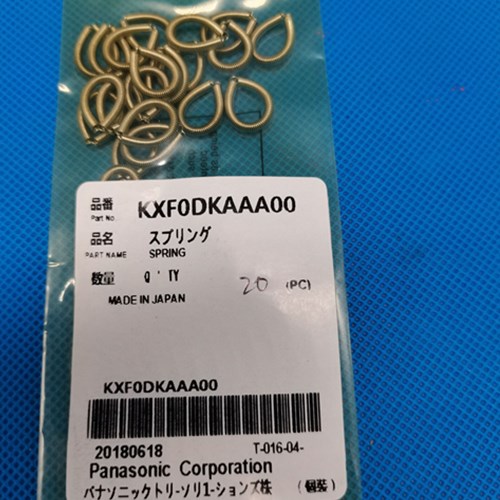 品番 KXF0DKAAA00
Part No.
品名 スプリング
PART NAME SPRING
数量 Q'TY 20 (PC)
MADE IN JAPAN
KXF0DKAAA00
20180618 T-016-04-
Panasonic Corporation
パナソニックトリ-ソリ1-ションズ株 (個装)